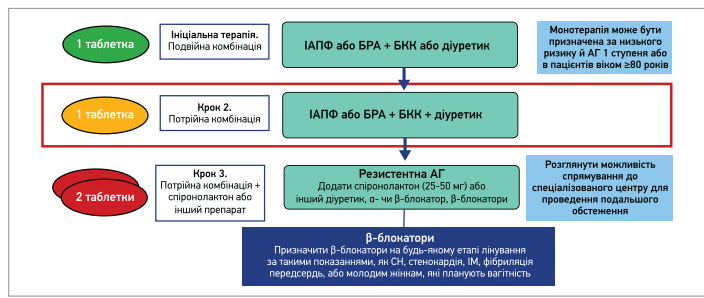 1 таблетка
Ініціальна терапія.
Подвійна комбінація
ІАПФ або БРА + БКК або діуретик
Монотерапія може бути
призначена за низького
ризику й АГ 1 ступеня або
в пацієнтів віком ≥80 років
1 таблетка
Крок 2.
Потрійна комбінація
ІАПФ або БРА + БКК + діуретик
2 таблетки
Крок 3.
Потрійна комбінація +
спіронолактон або
інший препарат
Резистентна АГ
Додати спіронолактон (25-50 мг) або
інший діуретик, α- чи β-блокатор, β-блокатори
Розглянути можливість
спрямування до
спеціалізованого центру для
проведення подальшого
обстеження
β-блокатори
Призначити β-блокатори на будь-якому етапі лікування
за такими показаннями, як СН, стенокардія, ІМ, фібриляція
передсердь, або молодим жінкам, які планують вагітність